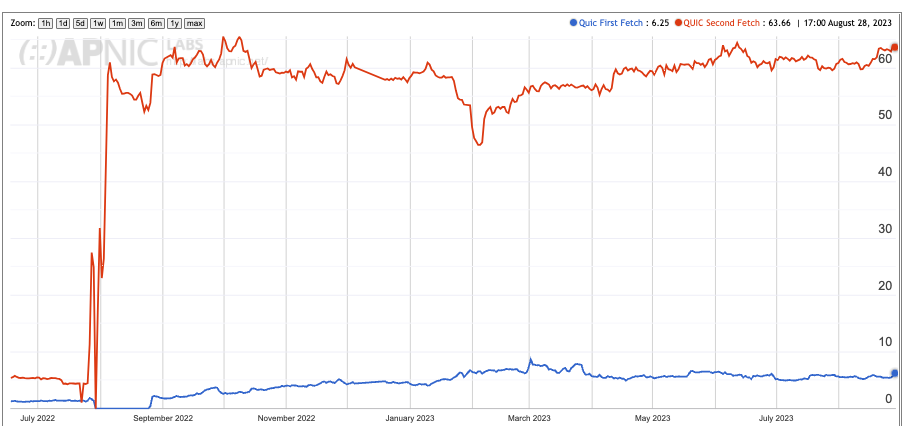 Zoom: 1h 1d 5d 1w 1m 3m 6m 1y max
Quic First Fetch : 6.25 QUIC Second Fetch : 63.66 | 17:00 August 28, 2023
(::) APNIC LABS
60
50
40
30
20
10
0
July 2022 September 2022 November 2022 January 2023 March 2023 May 2023 July 2023